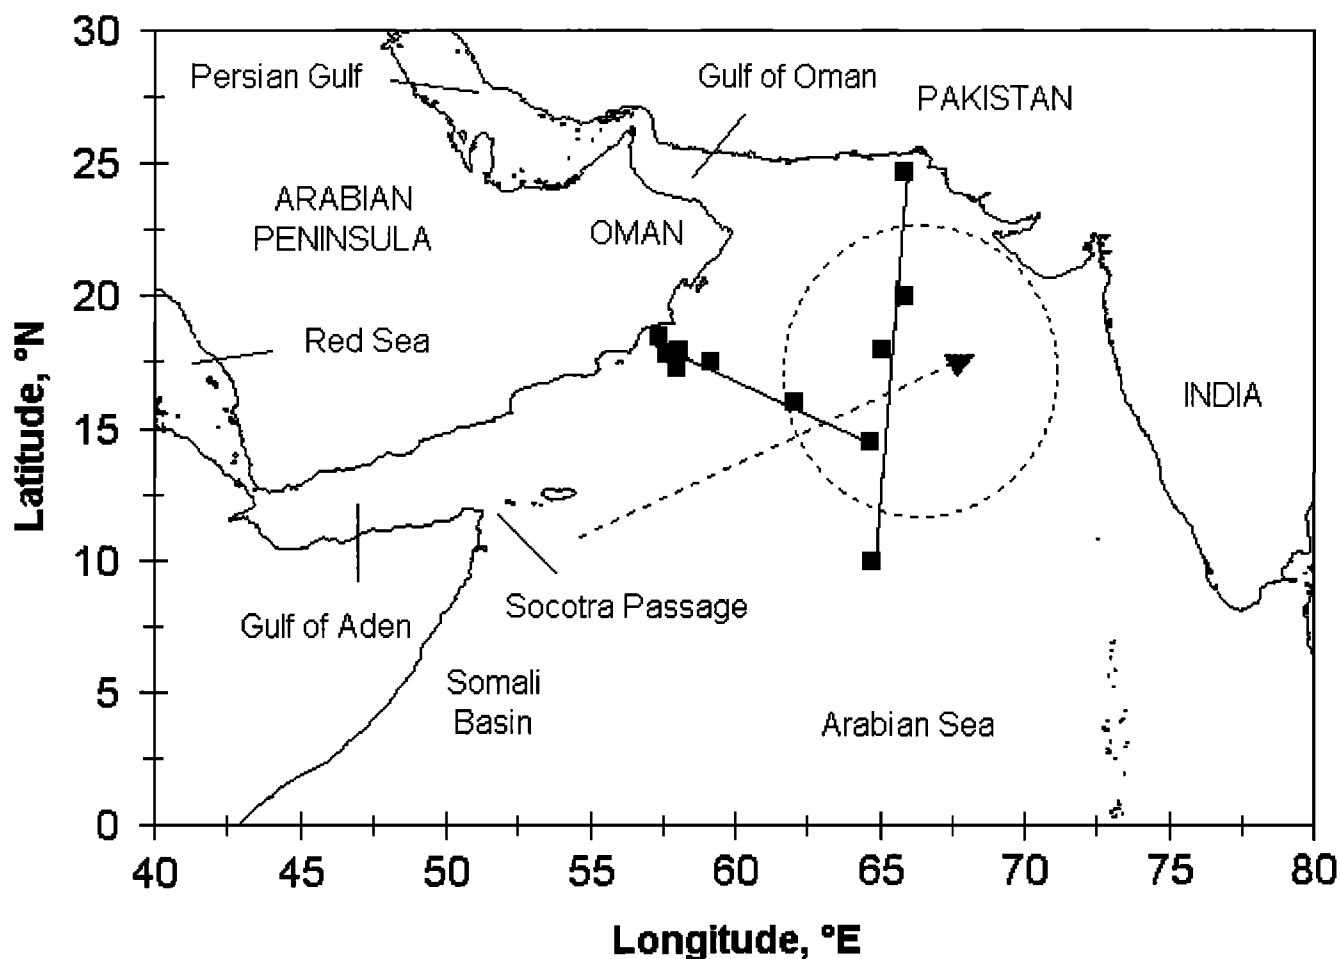 30
Persian Gulf
Gulf of Oman
PAKISTAN
25
ARABIAN
PENINSULA
OMAN
20
Red Sea
Latitude, °N
INDIA
15
10
Socotra Passage
Gulf of Aden
5
Somali
Basin
Arabian Sea
0
40 45 50 55 60 65 70 75 80
Longitude, °E